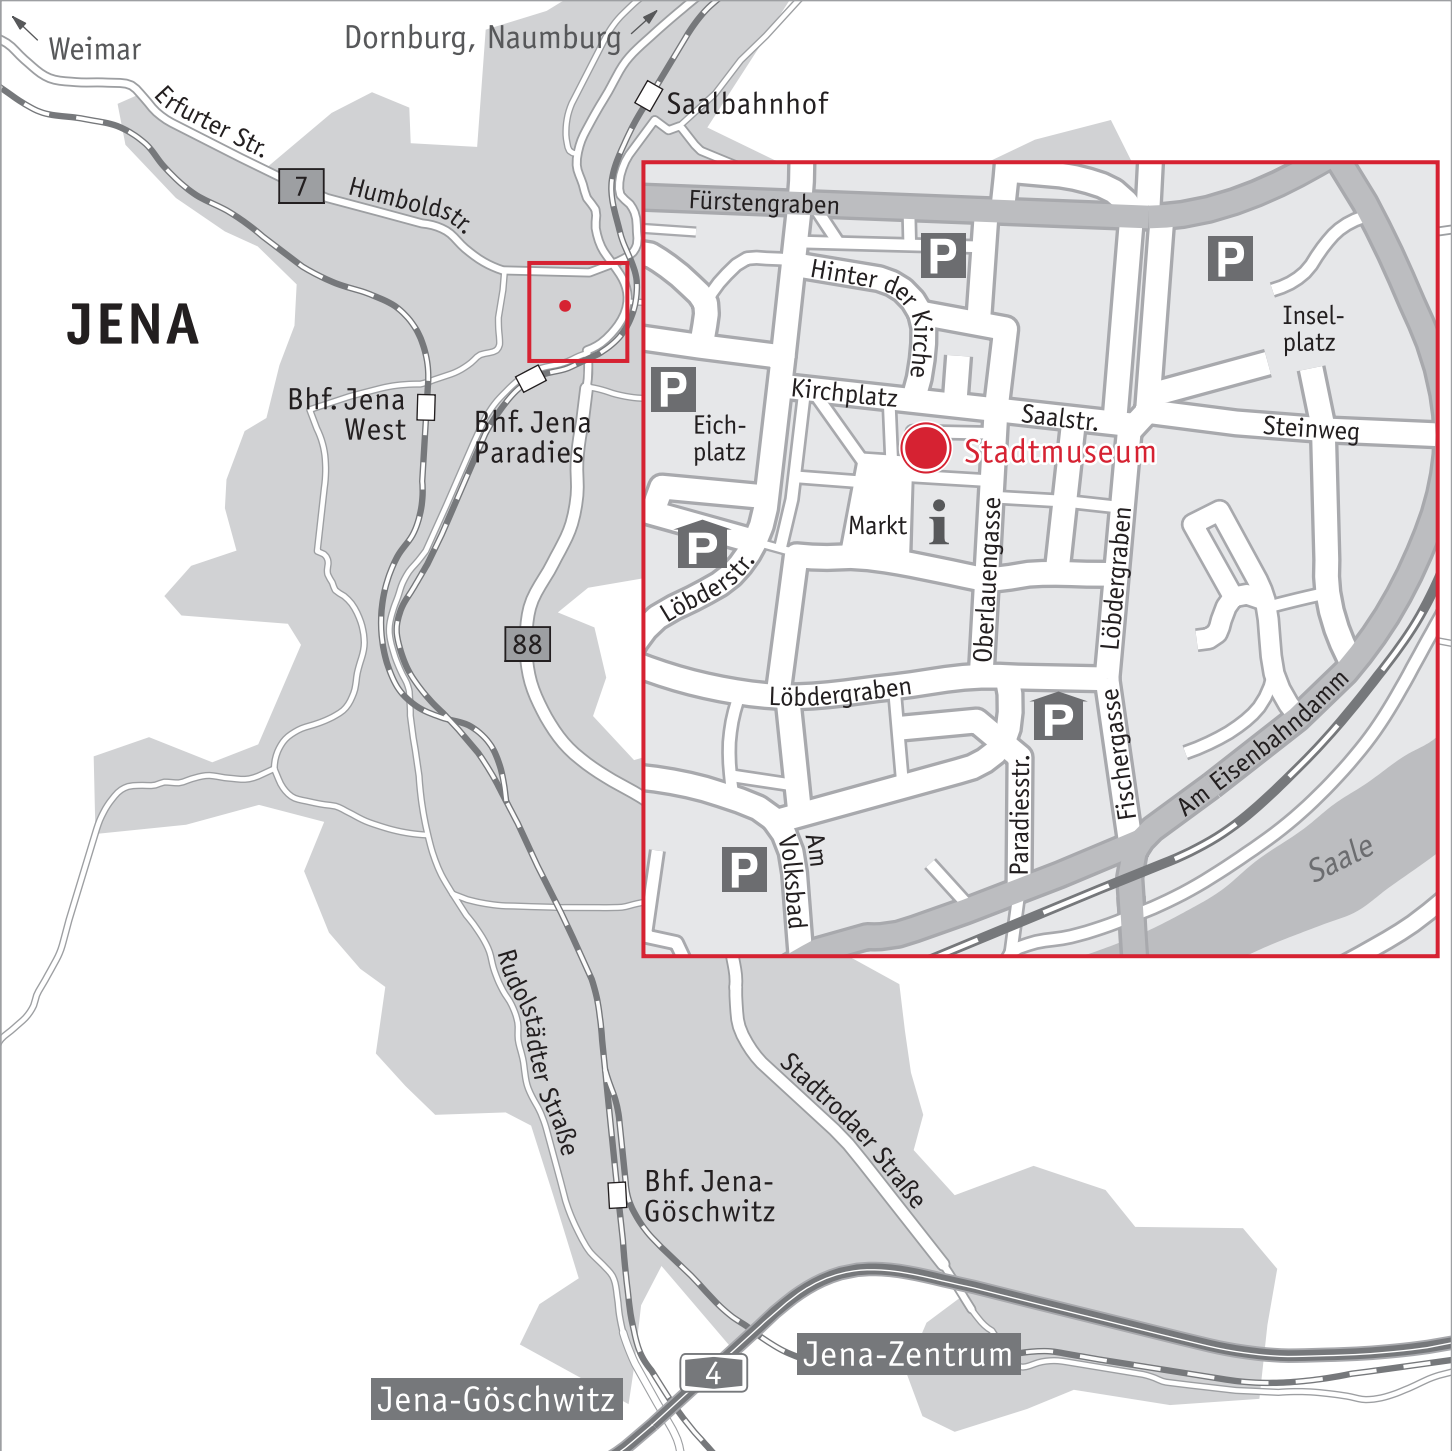 Weimar
Dornburg, Naumburg
Saalbahnhof
Erfurter Str.
7
Humboldstr.
JENA
Bhf. Jena
West
Bhf. Jena
Paradies
88
Fürstengraben
P
P
Hinter der Kirche
Insel-
platz
P
Kirchplatz
Eich-
platz
Saalstr.
Steinweg
Stadtmuseum
Markt
i
P
Löbderstr.
Oberlauengasse
Löbdergraben
Löbdergraben
P
Fischergasse
Am Eisenbahndamm
Paradiesstr.
Am
Volksbad
P
Saale
Rudolstädter Straße
Stadtrodaer Straße
Bhf. Jena-
Göschwitz
Jena-Zentrum
4
Jena-Göschwitz